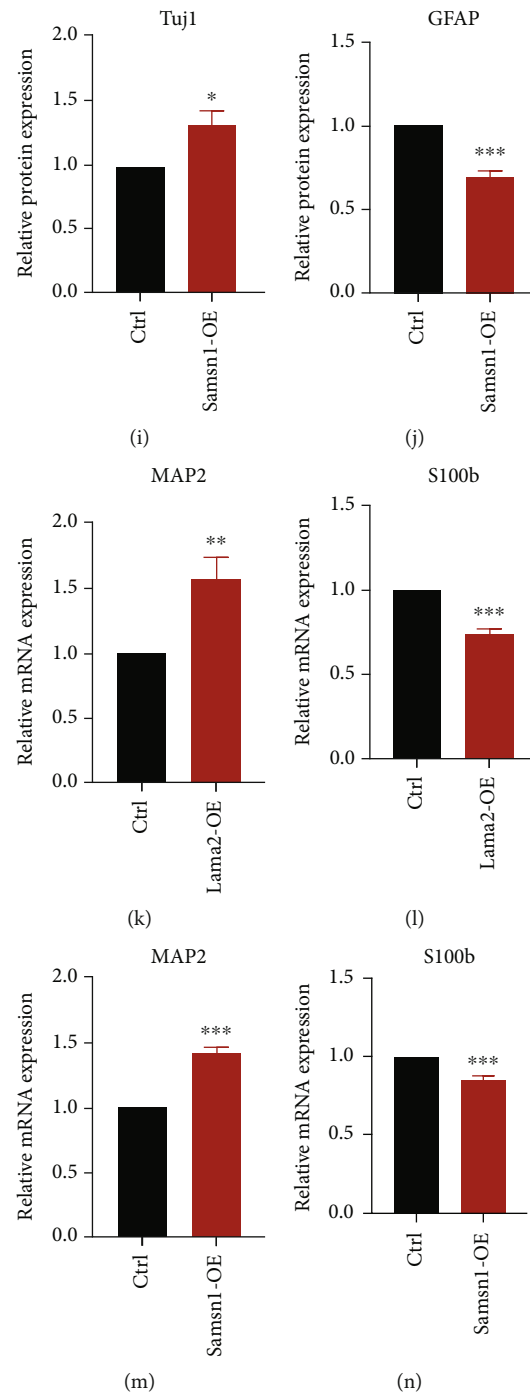 Tuj1
Relative protein expression
2.0
1.5
1.0
0.5
0.0
*
Ctrl
Samsn1-OE
(i)
GFAP
Relative protein expression
1.5
1.0
0.5
0.0
***
Ctrl
Samsn1-OE
(j)
MAP2
Relative mRNA expression
2.0
1.5
1.0
0.5
0.0
**
Ctrl
Lama2-OE
(k)
S100b
Relative mRNA expression
1.5
1.0
0.5
0.0
***
Ctrl
Lama2-OE
(l)
MAP2
Relative mRNA expression
2.0
1.5
1.0
0.5
0.0
***
Ctrl
Samsn1-OE
(m)
S100b
Relative mRNA expression
1.5
1.0
0.5
0.0
***
Ctrl
Samsn1-OE
(n)